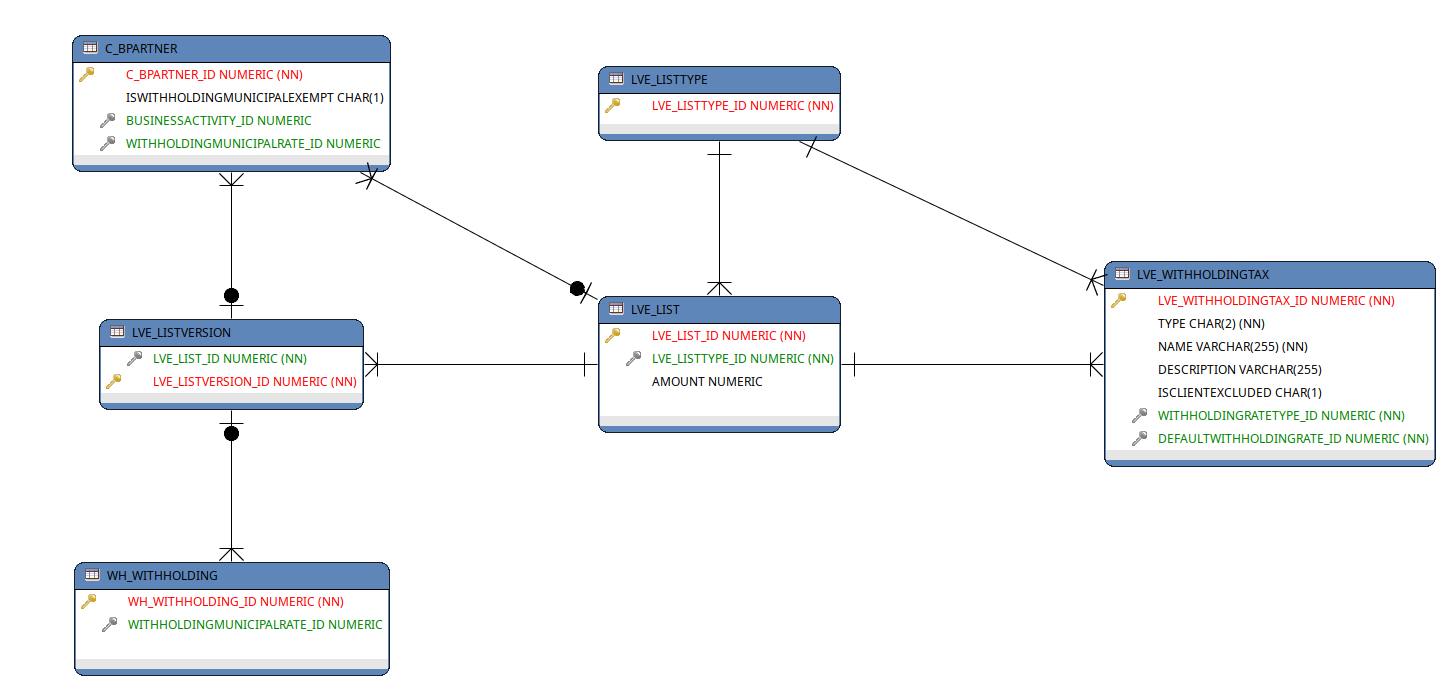 C_BPARTNER
C_BPARTNER_ID NUMERIC (NN)
ISWITHHOLDINGMUNICIPALEXEMPT CHAR(1)
BUSINESSACTIVITY_ID NUMERIC
WITHHOLDINGMUNICIPALRATE_ID NUMERIC
LVE_LISTTYPE
LVE_LISTTYPE_ID NUMERIC (NN)
LVE_WITHHOLDINGTAX
LVE_WITHHOLDINGTAX_ID NUMERIC (NN)
TYPE CHAR(2) (NN)
NAME VARCHAR(255) (NN)
DESCRIPTION VARCHAR(255)
ISCLIENTEXCLUDED CHAR(1)
WITHHOLDINGRATETYPE_ID NUMERIC (NN)
DEFAULTWITHHOLDINGRATE_ID NUMERIC (NN)
LVE_LIST
LVE_LIST_ID NUMERIC (NN)
LVE_LISTTYPE_ID NUMERIC (NN)
AMOUNT NUMERIC
LVE_LISTVERSION
LVE_LIST_ID NUMERIC (NN)
LVE_LISTVERSION_ID NUMERIC (NN)
WH_WITHHOLDING
WH_WITHHOLDING_ID NUMERIC (NN)
WITHHOLDINGMUNICIPALRATE_ID NUMERIC